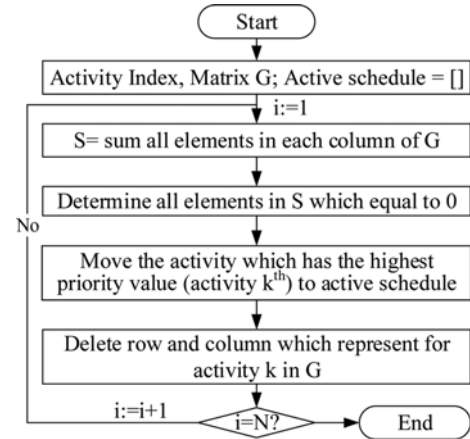 Start
Activity Index, Matrix G; Active schedule = []
i:=1
S= sum all elements in each column of G
Determine all elements in S which equal to 0
No
Move the activity which has the highest
priority value (activity kth) to active schedule
Delete row and column which represent for
activity k in G
i:=i+1
i=N?
End